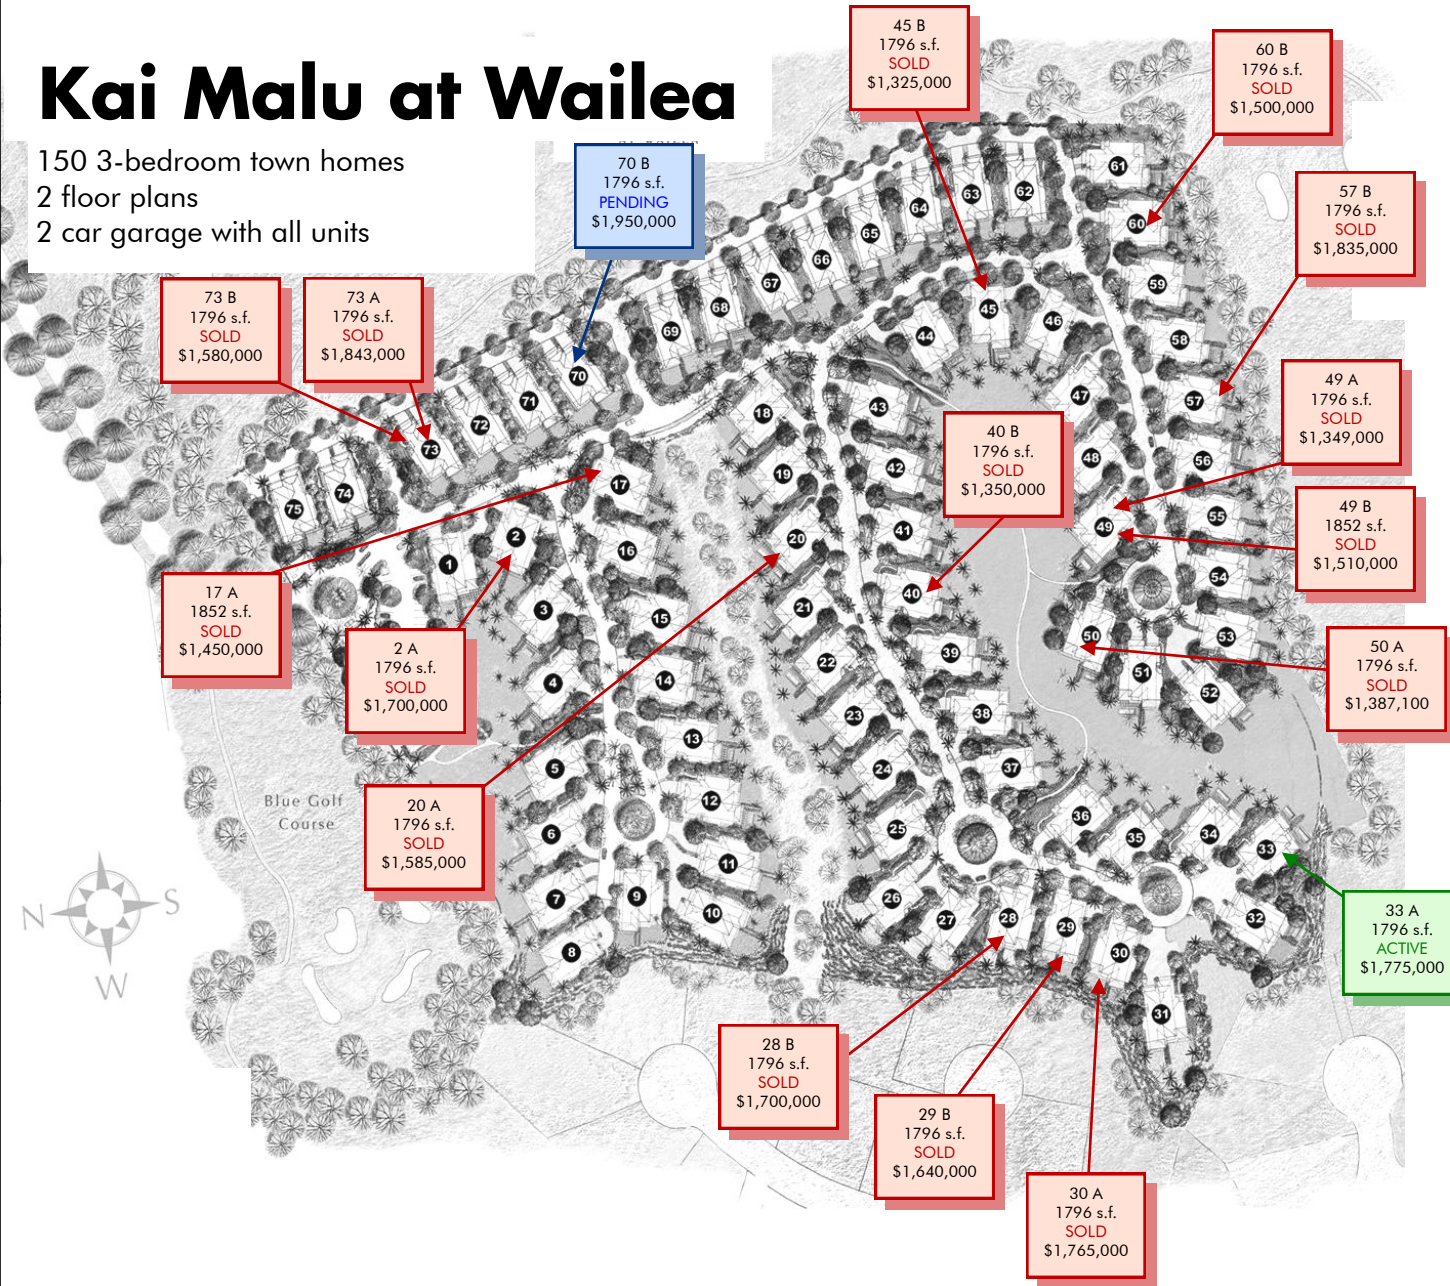 Kai Malu at Wailea
150 3-bedroom town homes
2 floor plans
2 car garage with all units
45 B
1796 s.f.
SOLD
$1,325,000
60 B
1796 s.f.
SOLD
$1,500,000
70 B
1796 s.f.
PENDING
$1,950,000
57 B
1796 s.f.
SOLD
$1,835,000
73 B
1796 s.f.
SOLD
$1,580,000
73 A
1796 s.f.
SOLD
$1,843,000
49 A
1796 s.f.
SOLD
$1,349,000
40 B
1796 s.f.
SOLD
$1,350,000
49 B
1852 s.f.
SOLD
$1,510,000
17 A
1852 s.f.
SOLD
$1,450,000
2 A
1796 s.f.
SOLD
$1,700,000
50 A
1796 s.f.
SOLD
$1,387,100
20 A
1796 s.f.
SOLD
$1,585,000
33 A
1796 s.f.
ACTIVE
$1,775,000
28 B
1796 s.f.
SOLD
$1,700,000
29 B
1796 s.f.
SOLD
$1,640,000
30 A
1796 s.f.
SOLD
$1,765,000
Blue Golf
Course
N
S
W
1
2
3
4
5
6
7
8
9
10
11
12
13
14
15
16
17
18
19
20
21
22
23
24
25
26
27
28
29
30
31
32
33
34
35
36
37
38
39
40
41
42
43
44
45
46
47
48
49
50
51
52
53
54
55
56
57
58
59
60
61
62
63
64
65
66
67
68
69
70
71
72
73
74
75